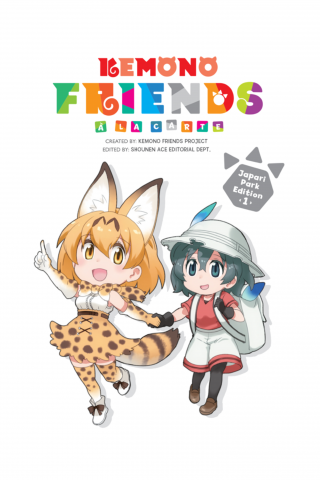 KEMONO
FRIENDS
À LA CARTE
CREATED BY: KEMONO FRIENDS PROJECT
EDITED BY: SHOUNEN ACE EDITORIAL DEPT.
Japari
Park
Edition
1